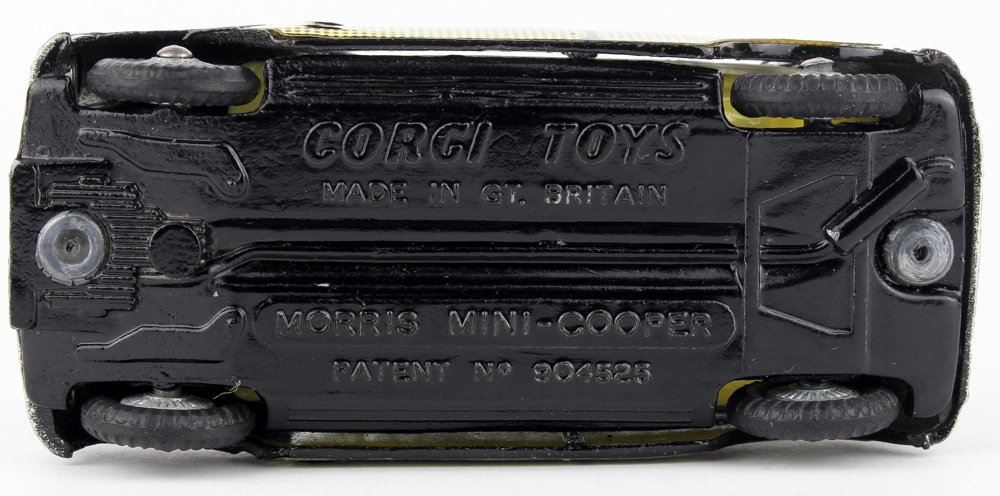 CORGI TOYS
MADE IN GT. BRITAIN
MORRIS MINI-COOPER
PATENT Nº 904525